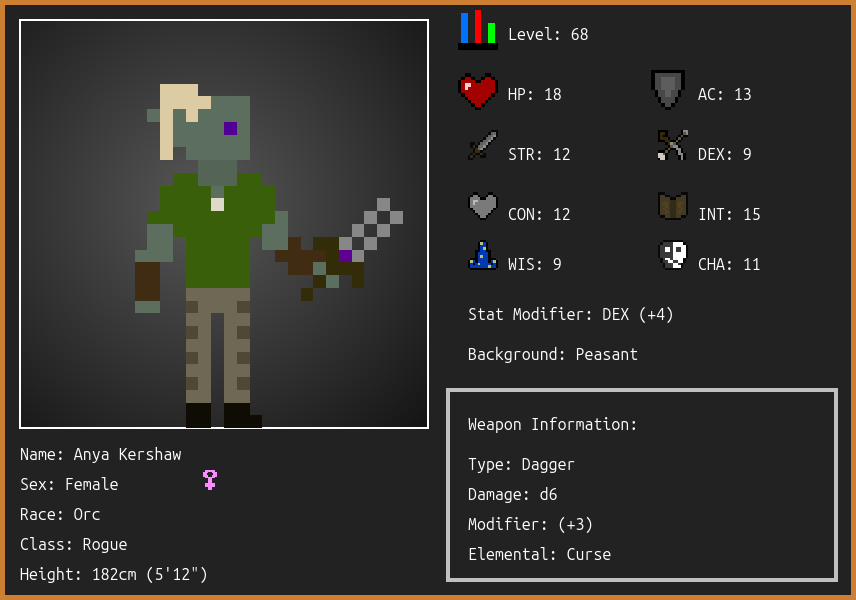 Level: 68
HP: 18
AC: 13
STR: 12
DEX: 9
CON: 12
INT: 15
WIS: 9
CHA: 11
Stat Modifier: DEX (+4)
Background: Peasant
Weapon Information:
Type: Dagger
Damage: d6
Modifier: (+3)
Elemental: Curse
Name: Anya Kershaw
Sex: Female
Race: Orc
Class: Rogue
Height: 182cm (5'12")